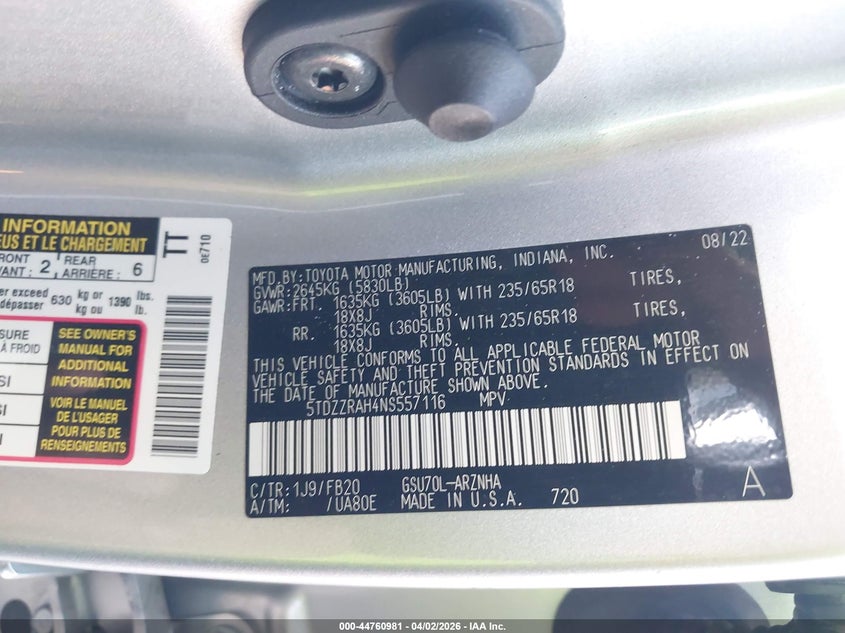 INFORMATION
EUS ET LE CHARGEMENT
FRONT 2 REAR 6
VANT: ARRIÈRE:
er exceed 630 kg or 1390 lbs.
dépasser kg ou lb.
SURE
À FROID
SI
SI
I
SEE OWNER'S
MANUAL FOR
ADDITIONAL
INFORMATION
VOIR LE MANUEL
DE L'USAGER
POUR PLUS DE
RENSEIGNEMENTS
TT
0E710
MFD.BY:TOYOTA MOTOR MANUFACTURING, INDIANA, INC. 08/22
GVWR:2645KG (5830LB)
GAWR:FRT. 1635KG (3605LB) WITH 235/65R18 TIRES,
18X8J RIMS.
RR. 1635KG (3605LB) WITH 235/65R18 TIRES,
18X8J RIMS.
THIS VEHICLE CONFORMS TO ALL APPLICABLE FEDERAL MOTOR
VEHICLE SAFETY AND THEFT PREVENTION STANDARDS IN EFFECT ON
THE DATE OF MANUFACTURE SHOWN ABOVE.
5TDZZRAH4NS557116 MPV
C/TR:1J9/FB20 GSU70L-ARZNHA
A/TM: /UA80E MADE IN U.S.A. 720 A
000-44760981 - 04/02/2026 - IAA Inc.